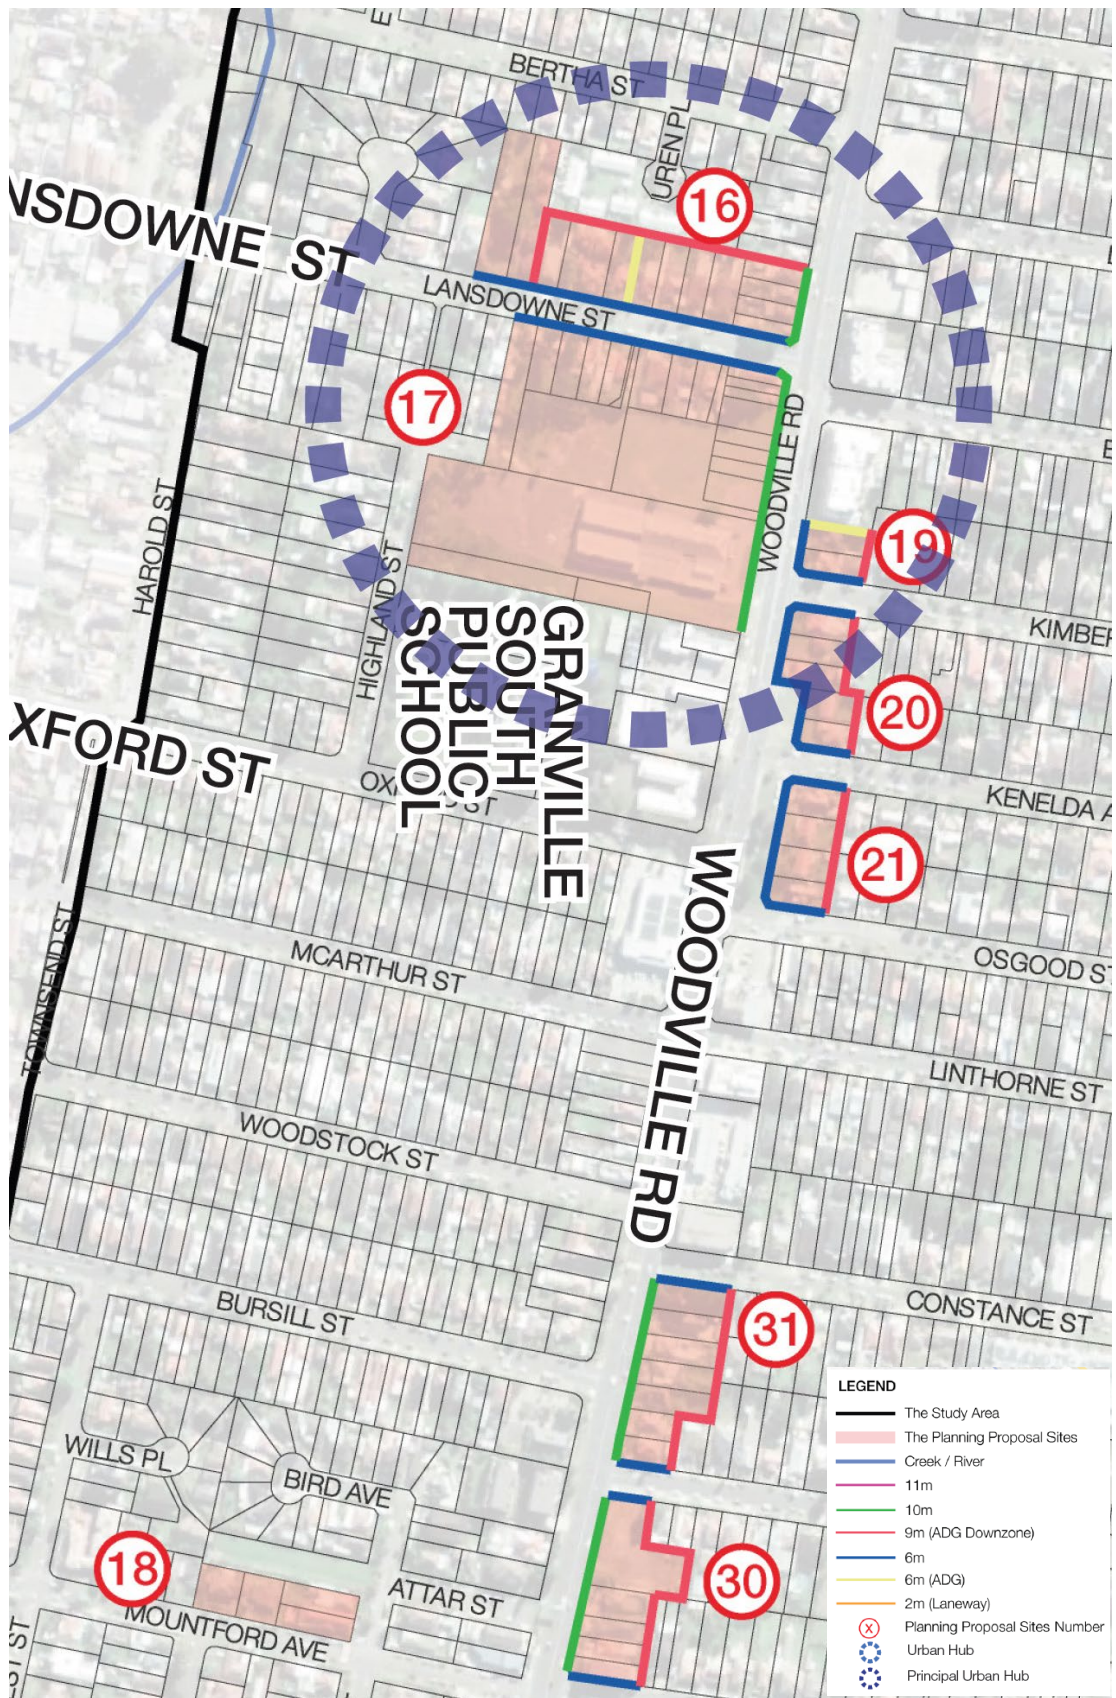 E
BERTHA ST
UREN PL
16
NSDOWNE ST
LANSDOWNE ST
17
WOODVILLE RD
HAROLD ST
19
HIGHLAND ST
KIMBER
GRANVILLE
SOUTH
PUBLIC
SCHOOL
20
XFORD ST
KENELDA A
21
WOODVILLE RD
MCARTHUR ST
OSGOOD ST
TOWNSEND ST
LINTHORNE ST
WOODSTOCK ST
CONSTANCE ST
BURSILL ST
31
WILLS PL
BIRD AVE
18
30
ATTAR ST
MOUNTFORD AVE
ST
LEGEND
The Study Area
The Planning Proposal Sites
Creek / River
11m
10m
9m (ADG Downzone)
6m
6m (ADG)
2m (Laneway)
X Planning Proposal Sites Number
Urban Hub
Principal Urban Hub